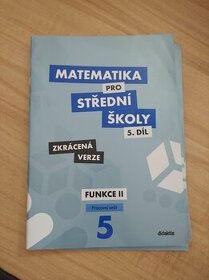 MATEMATIKA
PRO
STŘEDNÍ
ŠKOLY
5. DÍL
ZKRÁCENÁ
VERZE
FUNKCE II
Pracovní sešit
5
didaktis